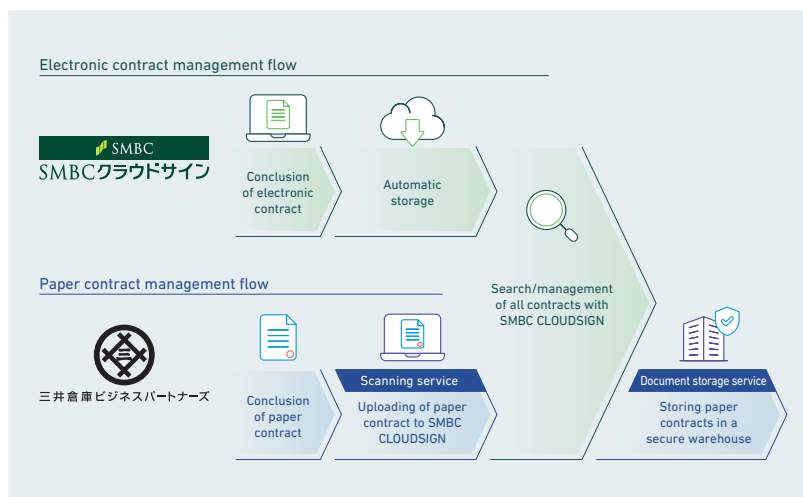 Electronic contract management flow
SMBC
SMBCクラウドサイン
Conclusion
of electronic
contract
Automatic
storage
Search/management
of all contracts with
SMBC CLOUDSIGN
Paper contract management flow
三井倉庫ビジネスパートナーズ
Conclusion
of paper
contract
Scanning service
Uploading of paper
contract to SMBC
CLOUDSIGN
Document storage service
Storing paper
contracts in a
secure warehouse